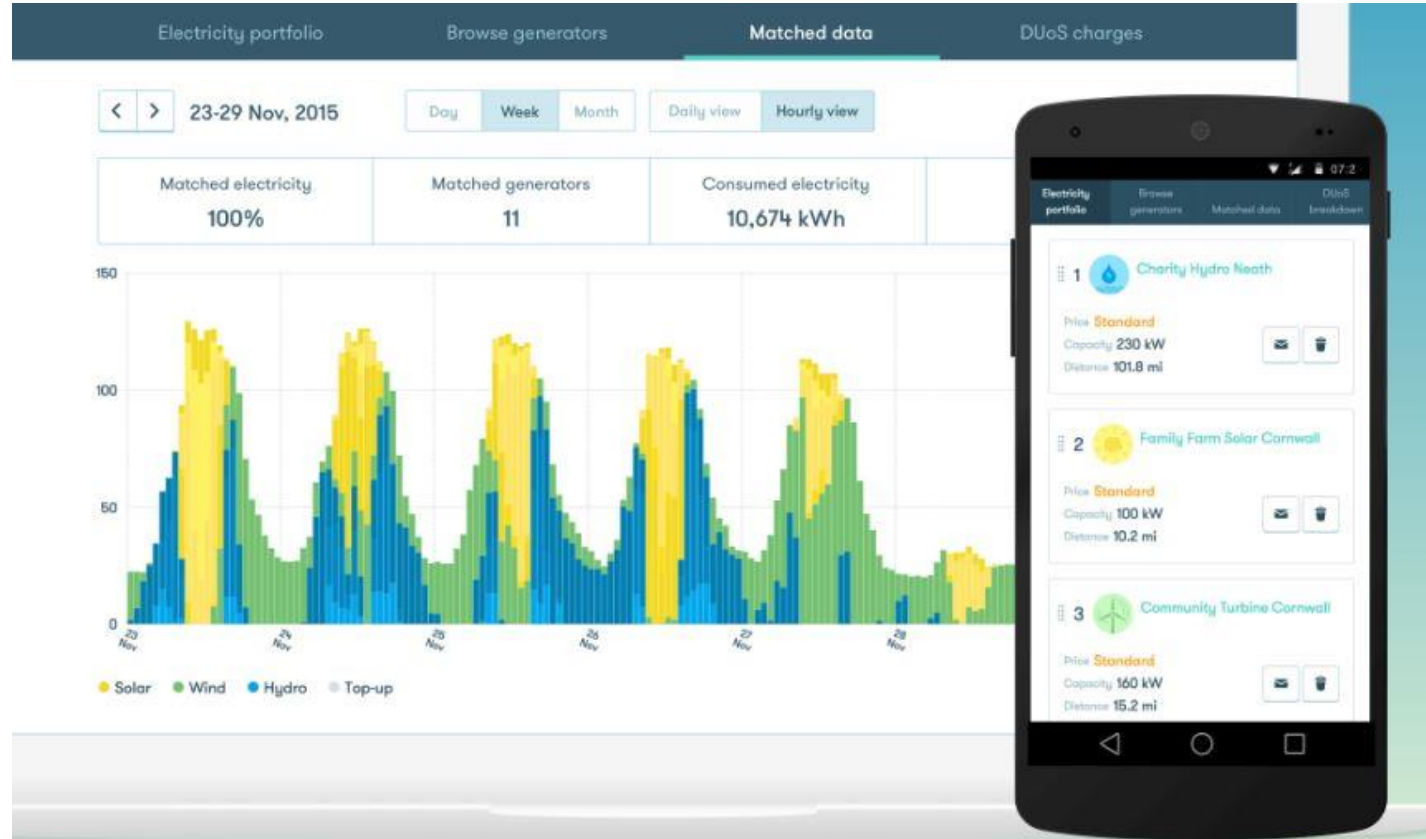 Electricity portfolio Browse generators Matched data DUoS charges
< > 23-29 Nov, 2015 Day Week Month Daily view Hourly view
Matched electricity Matched generators Consumed electricity
100% 11 10,674 kWh
150
100
50
0
23 Nov 24 Nov 25 Nov 26 Nov 27 Nov 28 Nov
Solar Wind Hydro Top-up
07:2
Electricity portfolio Browse generators Matched data DUoS breakdown
1 Charity Hydro Neath
Price Standard
Capacity 230 kW
Distance 101.8 mi
2 Family Farm Solar Cornwall
Price Standard
Capacity 100 kW
Distance 10.2 mi
3 Community Turbine Cornwall
Price Standard
Capacity 160 kW
Distance 15.2 mi